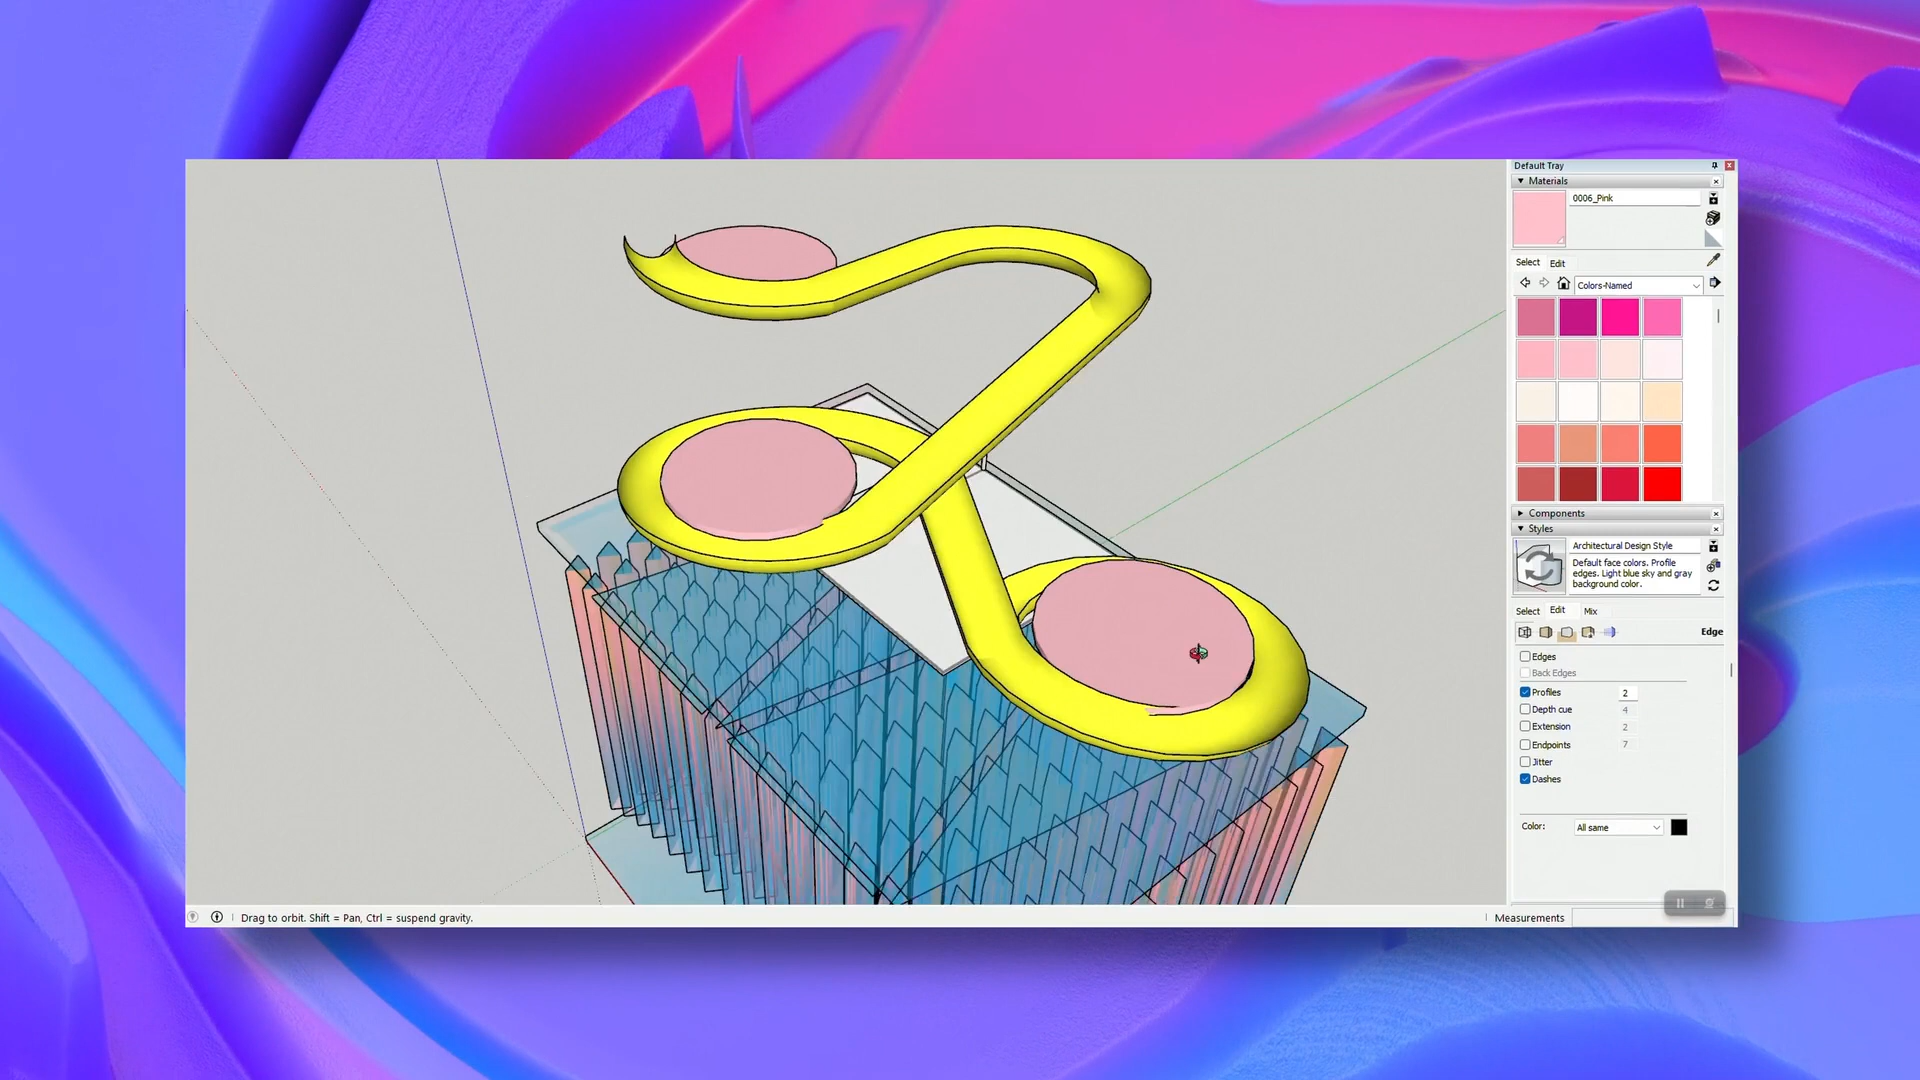 Default Tray
Materials
0006_Pink
Select Edit
Colors-Named
Components
Styles
Architectural Design Style
Default face colors. Profile
edges. Light blue sky and gray
background color.
Select Edit Mix
Edge
Edges
Back Edges
Profiles 2
Depth cue 4
Extension 2
Endpoints 7
Jitter
Dashes
Color: All same
Drag to orbit. Shift = Pan, Ctrl = suspend gravity.
Measurements